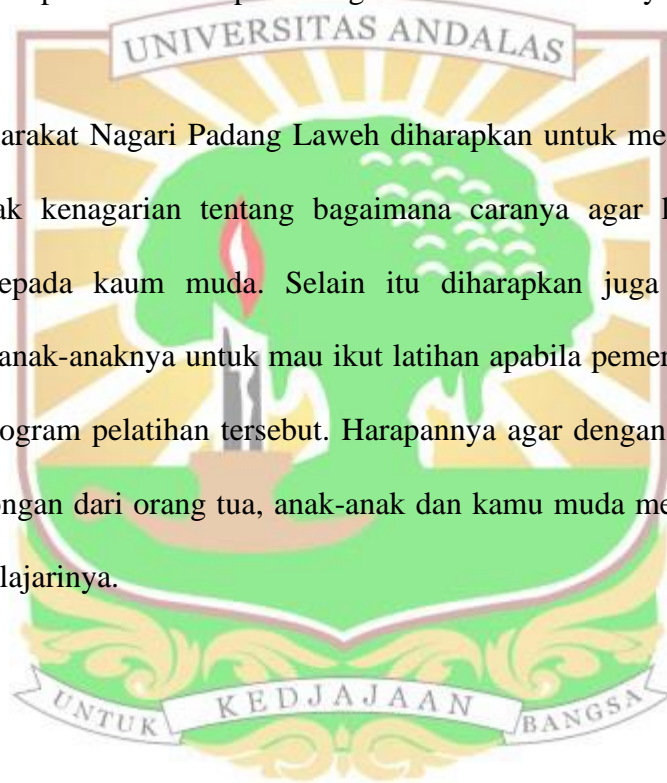 UNIVERSITAS ANDALAS
arakat Nagari Padang Laweh diharapkan untuk me
ak kenagarian tentang bagaimana caranya agar
epada kaum muda. Selain itu diharapkan juga
anak-anaknya untuk mau ikut latihan apabila pemer
ogram pelatihan tersebut. Harapannya agar dengan
ongan dari orang tua, anak-anak dan kamu muda me
lajarinya.
UNTUK KEDJAJAAN BANGSA